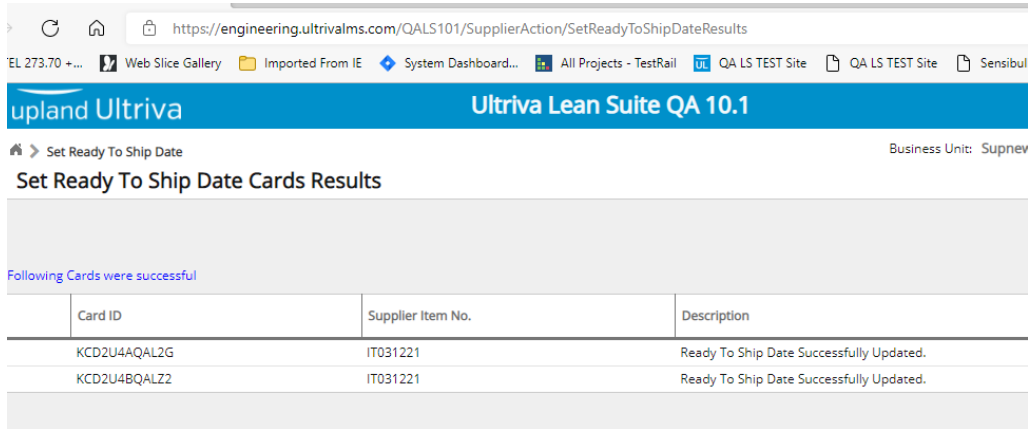 https://engineering.ultrivalms.com/QALS101/SupplierAction/SetReadyToShipDateResults
273.70 +... Web Slice Gallery Imported From IE System Dashboard... All Projects - TestRail UL QA LS TEST Site QA LS TEST Site Sensibul
upland Ultriva Ultriva Lean Suite QA 10.1
Set Ready To Ship Date Business Unit: Supnew
Set Ready To Ship Date Cards Results
Following Cards were successful
Card ID Supplier Item No. Description
KCD2U4AQAL2G IT031221 Ready To Ship Date Successfully Updated.
KCD2U4BQALZ2 IT031221 Ready To Ship Date Successfully Updated.